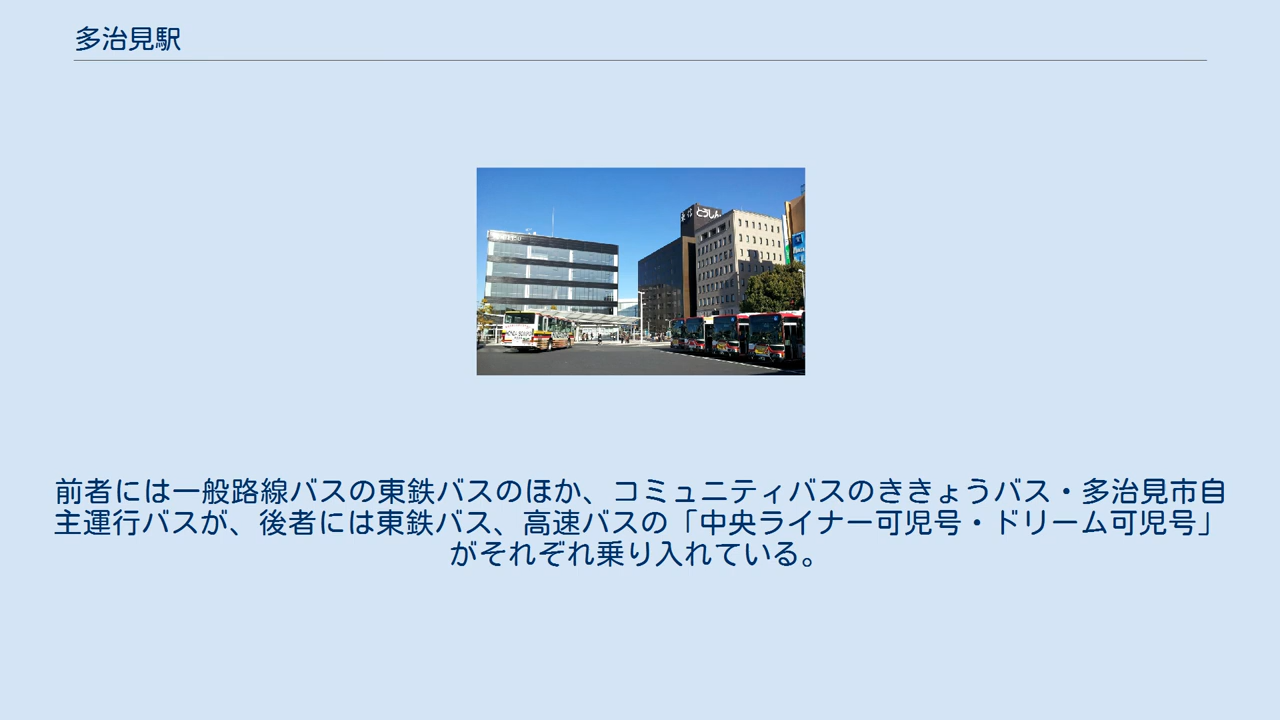 多治見駅
とうしん
前者には一般路線バスの東鉄バスのほか、コミュニティバスのききょうバス・多治見市自
主運行バスが、後者には東鉄バス、高速バスの「中央ライナー可児号・ドリーム可児号」
がそれぞれ乗り入れている。